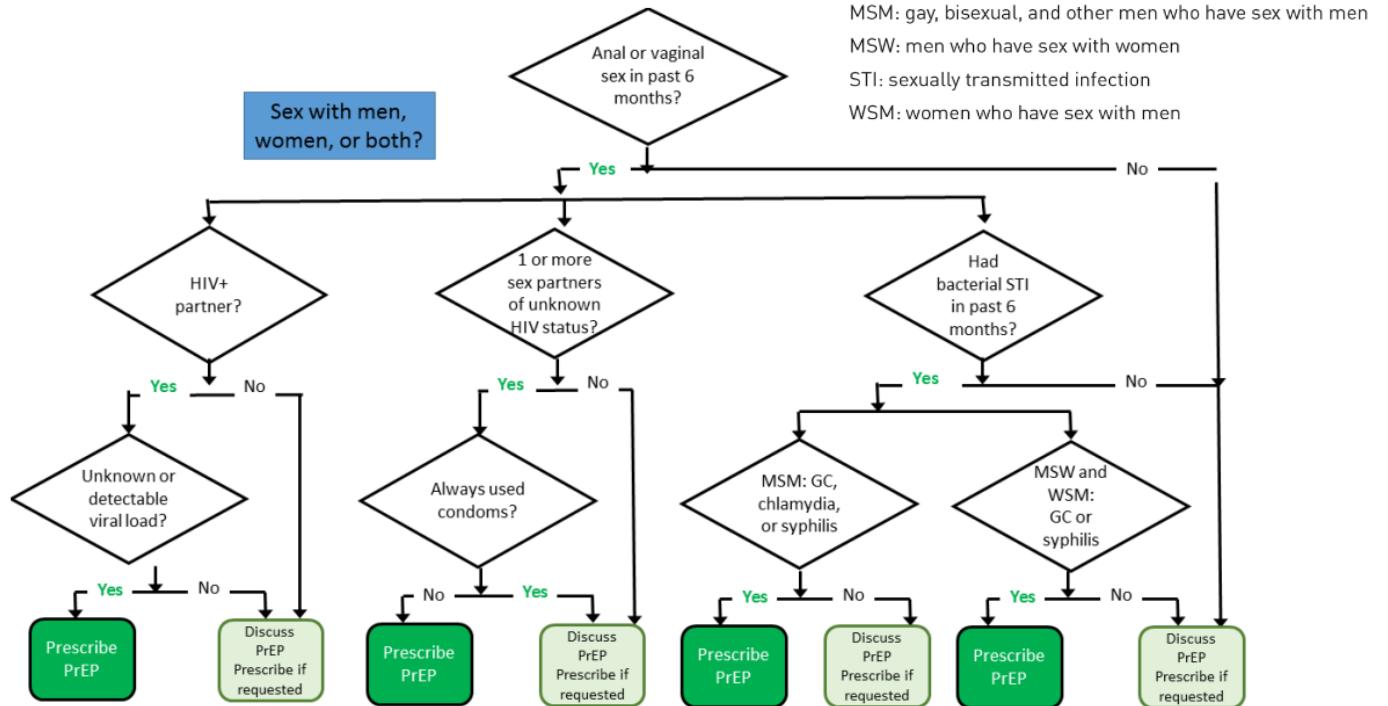 MSM: gay, bisexual, and other men who have sex with men
MSW: men who have sex with women
STI: sexually transmitted infection
WSM: women who have sex with men
Anal or vaginal
sex in past 6
months?
Sex with men,
women, or both?
Yes
No
HIV+
partner?
1 or more
sex partners
of unknown
HIV status?
Had
bacterial STI
in past 6
months?
Yes
No
Yes
No
Yes
No
Unknown or
detectable
viral load?
Always used
condoms?
MSM: GC,
chlamydia,
or syphilis
MSW and
WSM:
GC or
syphilis
Yes
No
No
Yes
Yes
No
Yes
No
Prescribe
PrEP
Discuss
PrEP
Prescribe if
requested
Prescribe
PrEP
Discuss
PrEP
Prescribe if
requested
Prescribe
PrEP
Discuss
PrEP
Prescribe if
requested
Prescribe
PrEP
Discuss
PrEP
Prescribe if
requested